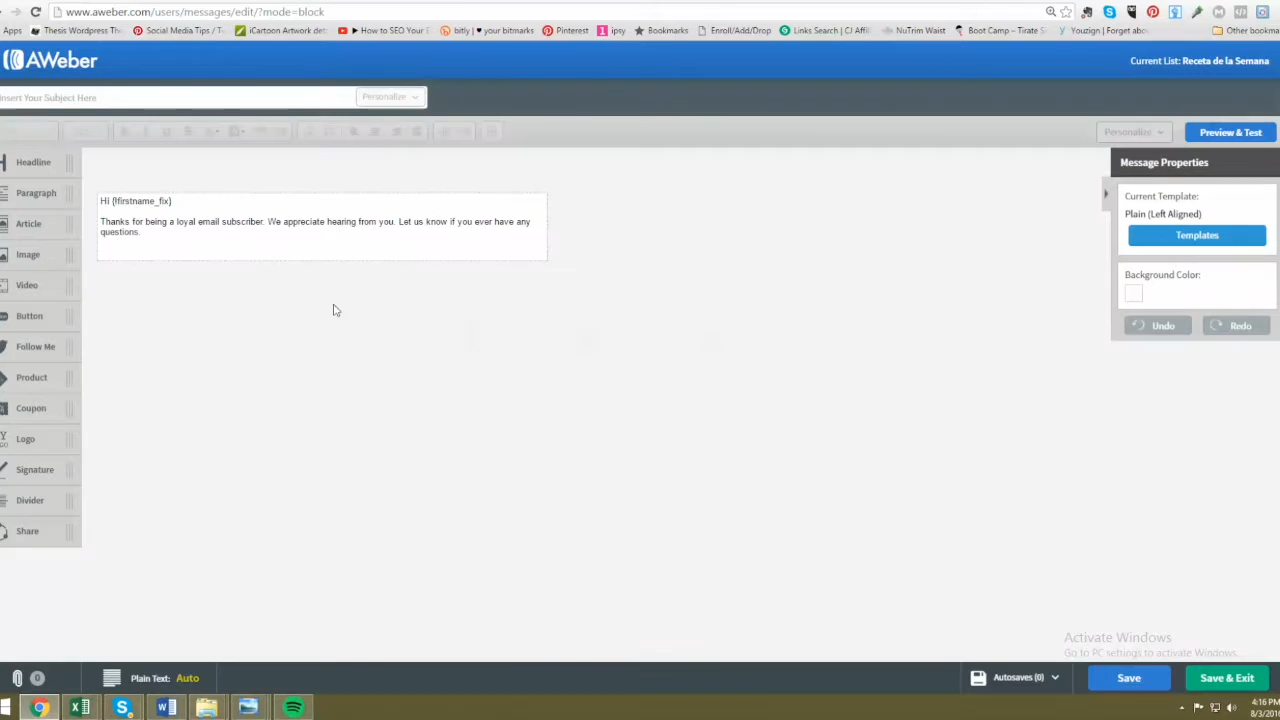 www.aweber.com/users/messages/edit/?mode=block
Apps
Thesis Wordpress Th
Social Media Tips / T
iCartoon Artwork det
► How to SEO Your E
bitly | ♥ your bitmarks
Pinterest
ipsy
Bookmarks
Enroll/Add/Drop
Links Search | CJ Affil
NuTrim Waist
Boot Camp – Tirate S
Youzign | Forget abo
Other bookma
AWeber
Current List: Receta de la Semana
Insert Your Subject Here
Personalize
Personalize
Preview & Test
Headline
Paragraph
Article
Image
Video
Button
Follow Me
Product
Coupon
Logo
Signature
Divider
Share
Hi {!firstname_fix}
Thanks for being a loyal email subscriber. We appreciate hearing from you. Let us know if you ever have any
questions.
Message Properties
Current Template:
Plain (Left Aligned)
Templates
Background Color:
Undo
Redo
Activate Windows
Go to PC settings to activate Windows.
0
Plain Text: Auto
Autosaves (0)
Save
Save & Exit
4:16 PM
8/3/201